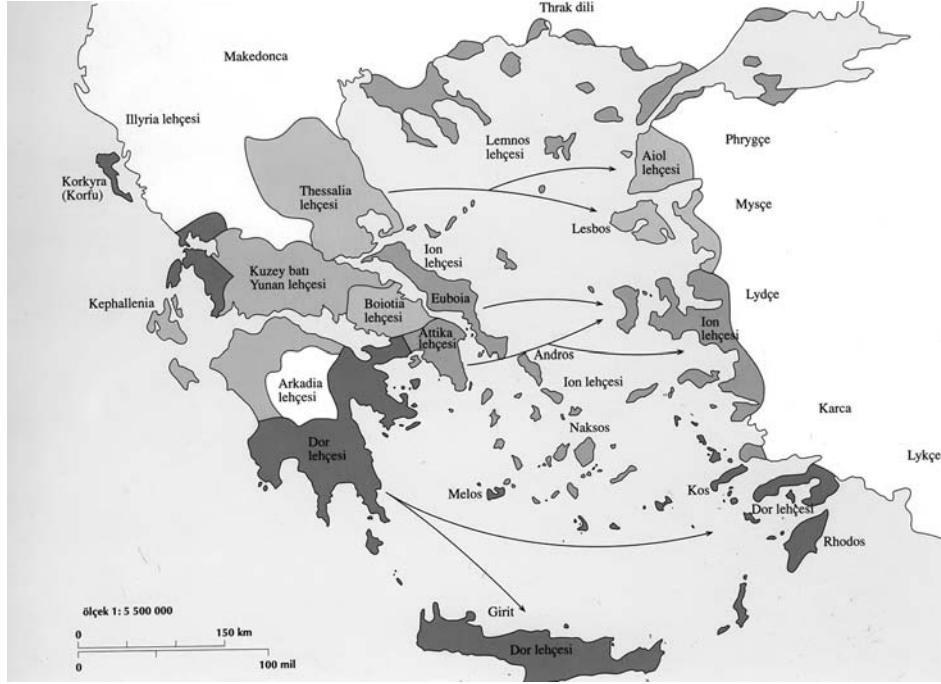 Thrak dili
Makedonca
Illyria lehçesi
Lemnos
lehçesi
Phrygçe
Aiol
lehçesi
Korkyra
(Korfu)
Thessalia
lehçesi
Mysçe
Lesbos
Ion
lehçesi
Kuzey batı
Yunan lehçesi
Lydçe
Kephallenia
Euboia
Boiotia
lehçesi
Ion
lehçesi
Attika
lehçesi
Andros
Arkadia
lehçesi
Ion lehçesi
Karca
Naksos
Dor
lehçesi
Lykçe
Melos
Kos
Dor lehçesi
Rhodos
ölçek 1: 5 500 000
Girit
0 150 km
Dor lehçesi
0 100 mil